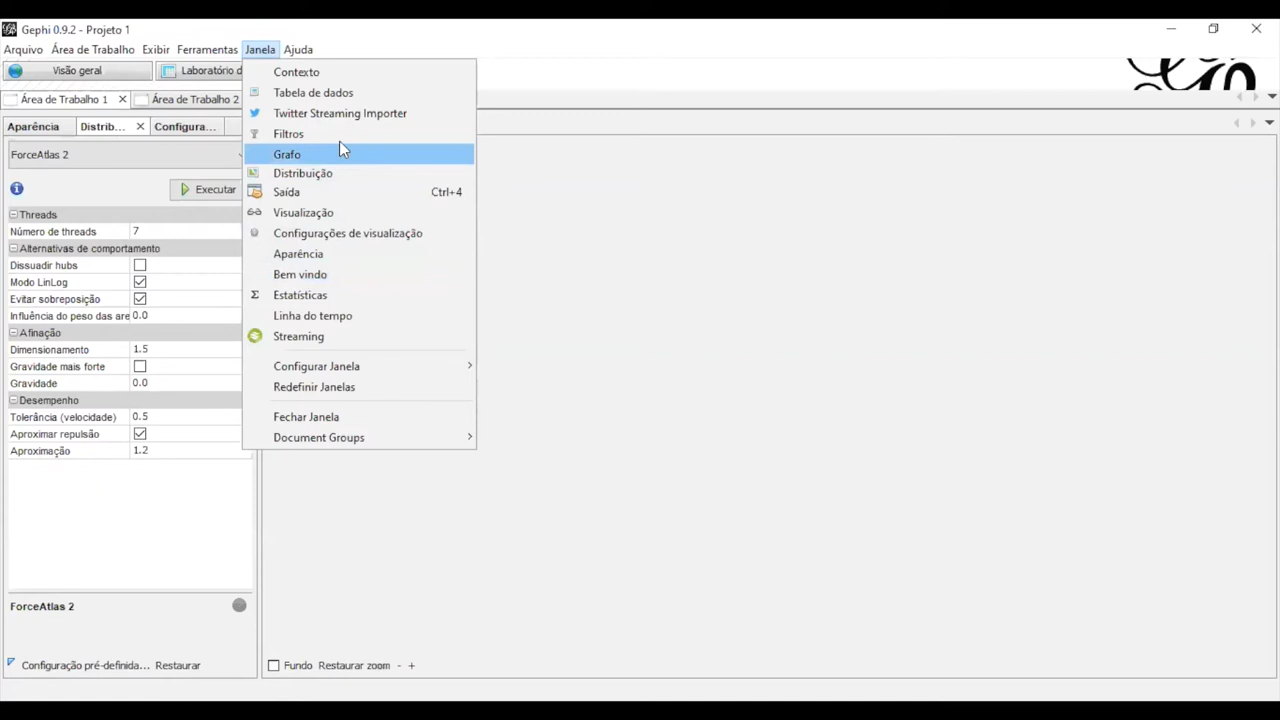 Gephi 0.9.2 - Projeto 1
Arquivo Área de Trabalho Exibir Ferramentas Janela Ajuda
Visão geral Laboratório d
Área de Trabalho 1 Área de Trabalho 2
Aparência Distrib... Configura...
ForceAtlas 2
Executar
Threads
Número de threads 7
Alternativas de comportamento
Dissuadir hubs
Modo LinLog
Evitar sobreposição
Influência do peso das are 0.0
Afinação
Dimensionamento 1.5
Gravidade mais forte
Gravidade 0.0
Desempenho
Tolerância (velocidade) 0.5
Aproximar repulsão
Aproximação 1.2
ForceAtlas 2
Configuração pré-definida... Restaurar
Contexto
Tabela de dados
Twitter Streaming Importer
Filtros
Grafo
Distribuição
Saída Ctrl+4
Visualização
Configurações de visualização
Aparência
Bem vindo
Estatísticas
Linha do tempo
Streaming
Configurar Janela
Redefinir Janelas
Fechar Janela
Document Groups
Fundo Restaurar zoom - +